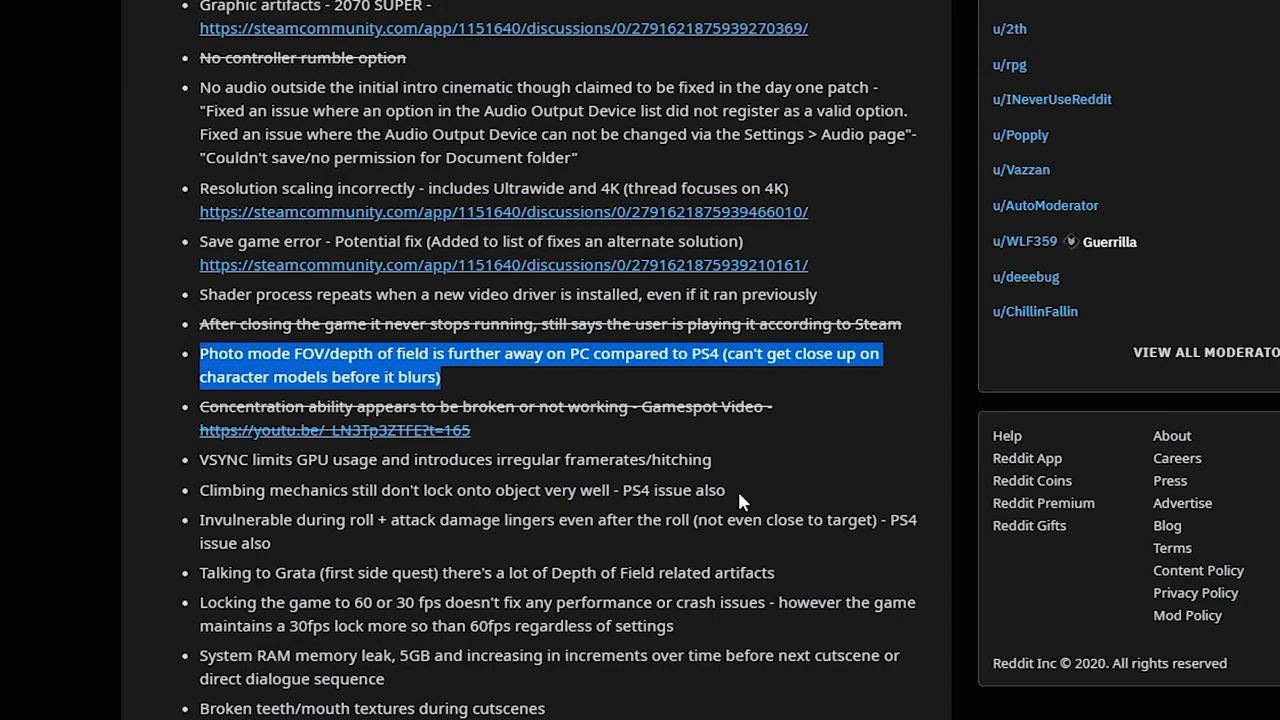 Graphic artifacts - 2070 SUPER -
https://steamcommunity.com/app/1151640/discussions/0/2791621875939270369/
No controller rumble option
No audio outside the initial intro cinematic though claimed to be fixed in the day one patch -
"Fixed an issue where an option in the Audio Output Device list did not register as a valid option.
Fixed an issue where the Audio Output Device can not be changed via the Settings > Audio page"-
"Couldn't save/no permission for Document folder"
Resolution scaling incorrectly - includes Ultrawide and 4K (thread focuses on 4K)
https://steamcommunity.com/app/1151640/discussions/0/2791621875939466010/
Save game error - Potential fix (Added to list of fixes an alternate solution)
https://steamcommunity.com/app/1151640/discussions/0/2791621875939210161/
Shader process repeats when a new video driver is installed, even if it ran previously
After closing the game it never stops running, still says the user is playing it according to Steam
Photo mode FOV/depth of field is further away on PC compared to PS4 (can't get close up on
character models before it blurs)
Concentration ability appears to be broken or not working - Gamespot Video -
https://youtu.be/_LN3Tp3ZTFE?t=165
VSYNC limits GPU usage and introduces irregular framerates/hitching
Climbing mechanics still don't lock onto object very well - PS4 issue also
Invulnerable during roll + attack damage lingers even after the roll (not even close to target) - PS4
issue also
Talking to Grata (first side quest) there's a lot of Depth of Field related artifacts
Locking the game to 60 or 30 fps doesn't fix any performance or crash issues - however the game
maintains a 30fps lock more so than 60fps regardless of settings
System RAM memory leak, 5GB and increasing in increments over time before next cutscene or
direct dialogue sequence
Broken teeth/mouth textures during cutscenes
u/2th
u/rpg
u/INeverUseReddit
u/Popply
u/Vazzan
u/AutoModerator
u/WLF359 Guerrilla
u/deeebug
u/ChillinFallin
VIEW ALL MODERATO
Help About
Reddit App Careers
Reddit Coins Press
Reddit Premium Advertise
Reddit Gifts Blog
Terms
Content Policy
Privacy Policy
Mod Policy
Reddit Inc © 2020. All rights reserved